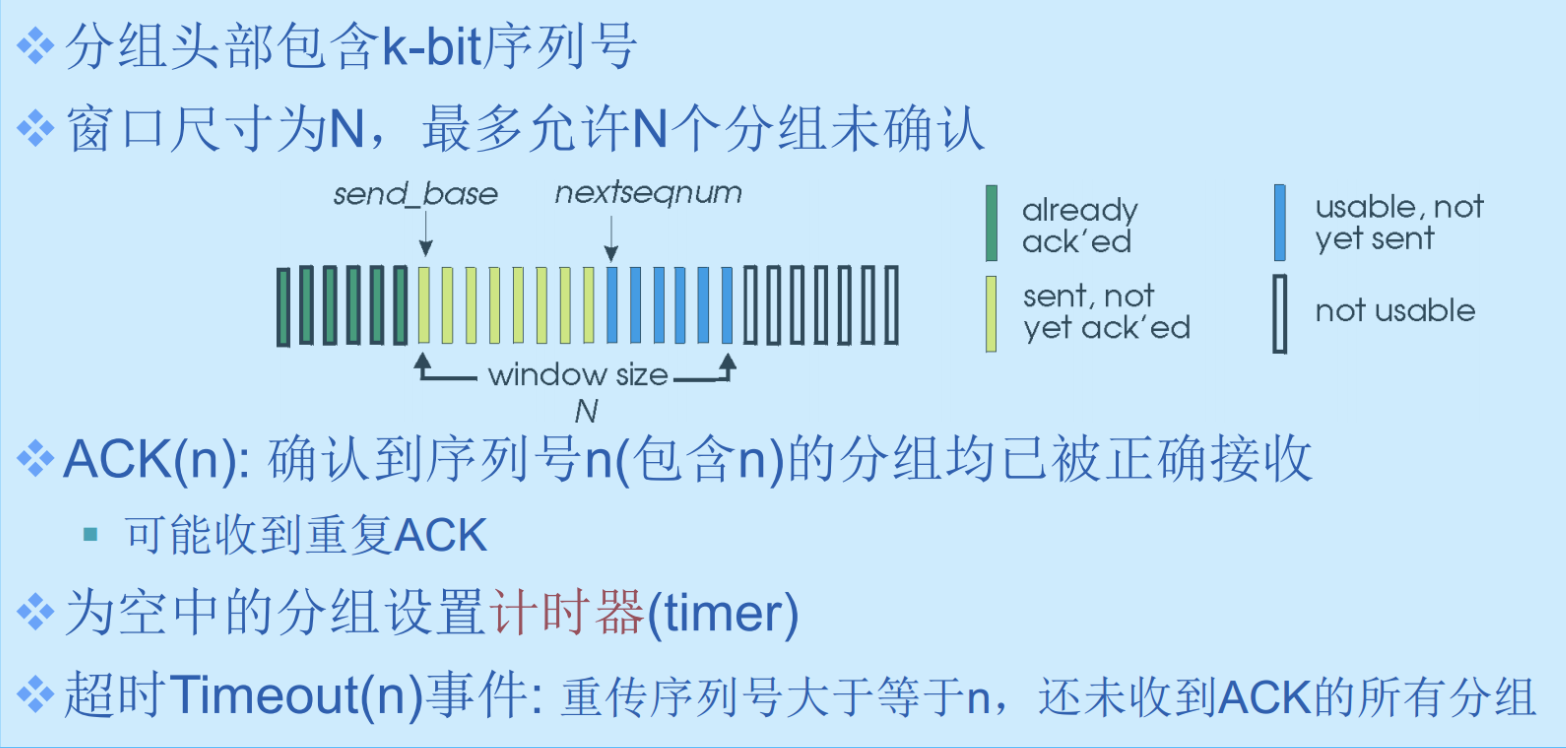 分组头部包含k-bit序列号
窗口尺寸为N，最多允许N个分组未确认
send_base
nextseqnum
already
ack'ed
usable, not
yet sent
sent, not
yet ack'ed
not usable
window size
N
ACK(n): 确认到序列号n(包含n)的分组均已被正确接收
可能收到重复ACK
为空中的分组设置计时器(timer)
超时Timeout(n)事件: 重传序列号大于等于n，还未收到ACK的所有分组